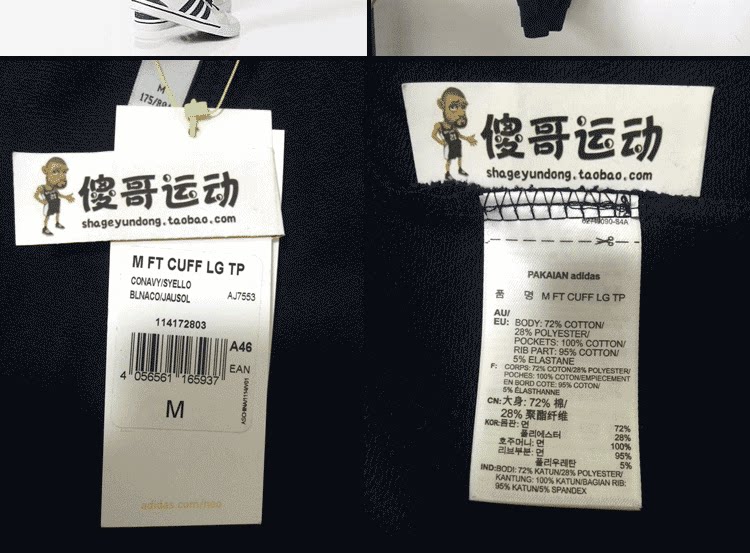 M
175/80A
傻哥运动
shageyundong.taobao.com
M FT CUFF LG TP
CONAVY/SYELLO
BLNACO/JAUSOL AJ7553
114172803
A46
EAN
4 056561 165937
M
adidas.com/neo
傻哥运动
shageyundong.taobao.com
PAKAIAN adidas
품 명 M FT CUFF LG TP
AU/
EU: BODY: 72% COTTON/
28% POLYESTER/
POCKETS: 100% COTTON/
RIB PART: 95% COTTON/
5% ELASTANE
F: CORPS: 72% COTON/28% POLYESTER/
POCHES: 100% COTON/EMPIECEMENT
EN BORD COTE: 95% COTON/
5% ÉLASTHANNE
CN: 大身: 72% 棉/
28% 聚酯纤维
KOR: 몸판: 면 72%
폴리에스터 28%
호주머니: 면 100%
리브부분: 면 95%
폴리우레탄 5%
IND: BODI: 72% KATUN/28% POLYESTER/
KANTUNG: 100% KATUN/BAGIAN RIB:
95% KATUN/5% SPANDEX